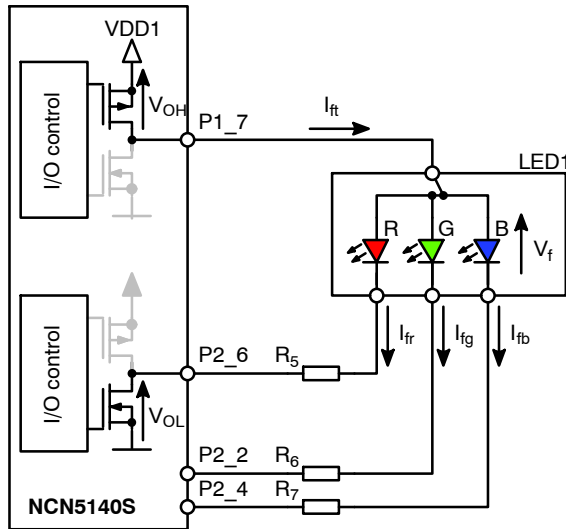 VDD1
I/O control
VOH
P1_7
Ift
LED1
R G B
Vf
I/O control
VOL
P2_6 R5
Ifr Ifg Ifb
P2_2 R6
P2_4 R7
NCN5140S